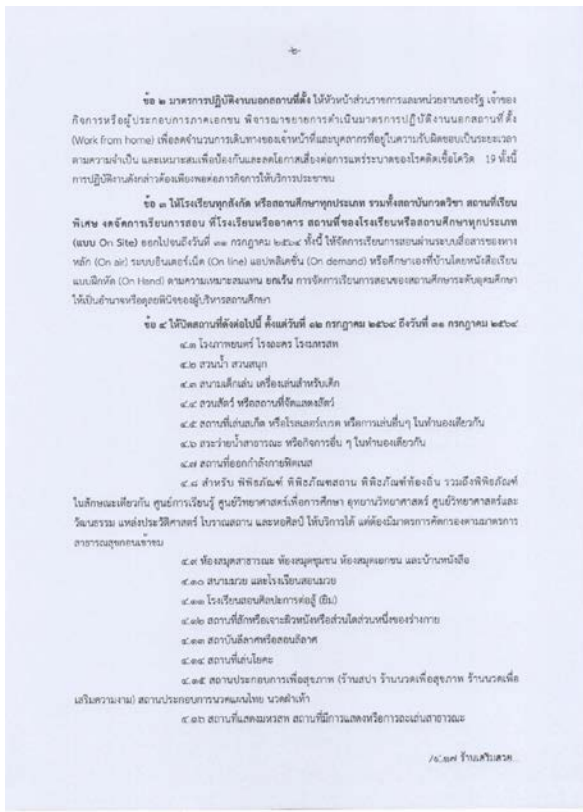 -๒-
ข้อ ๒ มาตรการปฏิบัติงานนอกสถานที่ตั้ง ให้หัวหน้าส่วนราชการและหน่วยงานของรัฐ เจ้าของ
กิจการหรือผู้ประกอบการภาคเอกชน พิจารณาขยายการดำเนินมาตรการปฏิบัติงานนอกสถานที่ตั้ง
(Work from home) เพื่อลดจำนวนการเดินทางของเจ้าหน้าที่และบุคลากรที่อยู่ในความรับผิดชอบเป็นระยะเวลา
ตามความจำเป็น และเหมาะสมเพื่อป้องกันและลดโอกาสเสี่ยงต่อการแพร่ระบาดของโรคติดเชื้อโควิด 19 ทั้งนี้
การปฏิบัติงานดังกล่าวต้องเพียงพอต่อภารกิจการให้บริการประชาชน
ข้อ ๓ ให้โรงเรียนทุกสังกัด หรือสถานศึกษาทุกประเภท รวมทั้งสถาบันกวดวิชา สถานที่เรียน
พิเศษ งดจัดการเรียนการสอน ที่โรงเรียนหรืออาคาร สถานที่ของโรงเรียนหรือสถานศึกษาทุกประเภท
(แบบ On Site) ออกไปจนถึงวันที่ ๓๑ กรกฎาคม ๒๕๖๔ ทั้งนี้ ให้จัดการเรียนการสอนผ่านระบบสื่อสารของทาง
หลัก (On air) ระบบอินเตอร์เน็ต (On line) แอปพลิเคชั่น (On demand) หรือศึกษาเองที่บ้านโดยหนังสือเรียน
แบบฝึกหัด (On Hand) ตามความเหมาะสมแทน ยกเว้น การจัดการเรียนการสอนของสถานศึกษาระดับอุดมศึกษา
ให้เป็นอำนาจหรือดุลยพินิจของผู้บริหารสถานศึกษา
ข้อ ๔ ให้ปิดสถานที่ดังต่อไปนี้ ตั้งแต่วันที่ ๑๒ กรกฎาคม ๒๕๖๔ ถึงวันที่ ๓๑ กรกฎาคม ๒๕๖๔
๔.๑ โรงภาพยนตร์ โรงละคร โรงมหรสพ
๔.๒ สวนน้ำ สวนสนุก
๔.๓ สนามเด็กเล่น เครื่องเล่นสำหรับเด็ก
๔.๔ สวนสัตว์ หรือสถานที่จัดแสดงสัตว์
๔.๕ สถานที่เล่นสเก็ต หรือโรลเลอร์เบรด หรือการเล่นอื่นๆ ในทำนองเดียวกัน
๔.๖ สระว่ายน้ำสาธารณะ หรือกิจการอื่น ๆ ในทำนองเดียวกัน
๔.๗ สถานที่ออกกำลังกายฟิตเนส
๔.๘ สำหรับ พิพิธภัณฑ์ พิพิธภัณฑ์สถาน พิพิธภัณฑ์ท้องถิ่น รวมถึงพิพิธภัณฑ์
ในลักษณะเดียวกัน ศูนย์การเรียนรู้ ศูนย์วิทยาศาสตร์เพื่อการศึกษา อุทยานวิทยาศาสตร์ ศูนย์วิทยาศาสตร์และ
วัฒนธรรม แหล่งประวัติศาสตร์ โบราณสถาน และหอศิลป์ ให้บริการได้ แต่ต้องมีมาตรการคัดกรองตามมาตรการ
สาธารณสุขก่อนเข้าชม
๔.๙ ห้องสมุดสาธารณะ ห้องสมุดชุมชน ห้องสมุดเอกชน และบ้านหนังสือ
๔.๑๐ สนามมวย และโรงเรียนสอนมวย
๔.๑๑ โรงเรียนสอนศิลปะการต่อสู้ (ยิม)
๔.๑๒ สถานที่สักหรือเจาะผิวหนังหรือส่วนใดส่วนหนึ่งของร่างกาย
๔.๑๓ สถาบันลีลาศหรือสอนลีลาศ
๔.๑๔ สถานที่เล่นโยคะ
๔.๑๕ สถานประกอบการเพื่อสุขภาพ (ร้านสปา ร้านนวดเพื่อสุขภาพ ร้านนวดเพื่อ
เสริมความงาม) สถานประกอบการนวดแผนไทย นวดฝ่าเท้า
๔.๑๖ สถานที่แสดงมหรสพ สถานที่มีการแสดงหรือการละเล่นสาธารณะ
/๔.๑๗ ร้านเสริมสวย...